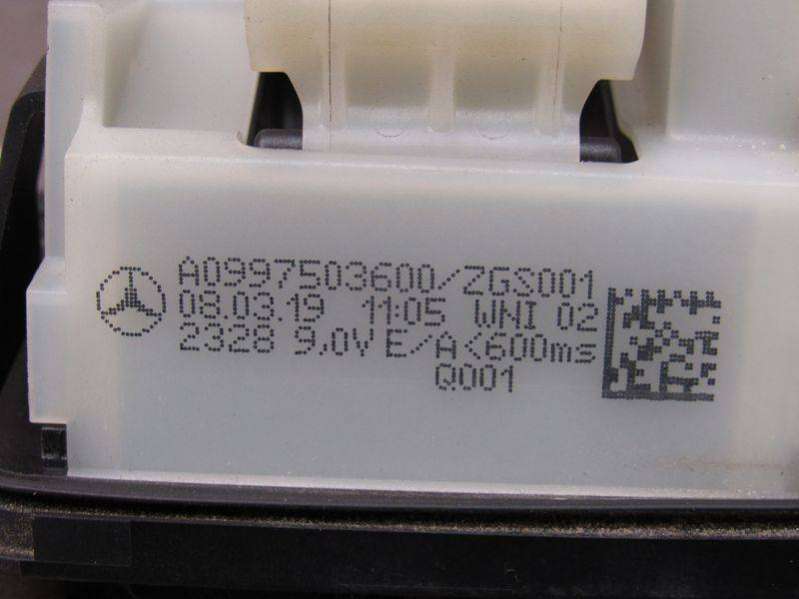 A0997503600/ZGS001
08.03.19 11:05 WNI 02
2328 9,0V E/A<600ms
Q001